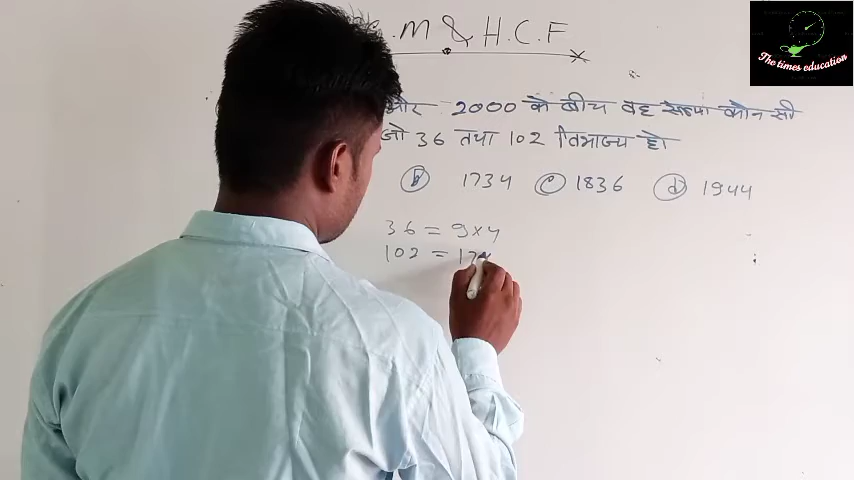 .M & H.C.F
और 2000 के बीच वह संख्या कौन सी
जो 36 तथा 102 विभाज्य हो
(b) 1734 (c) 1836 (d) 1944
36 = 9×4
102 = 17×
The times education